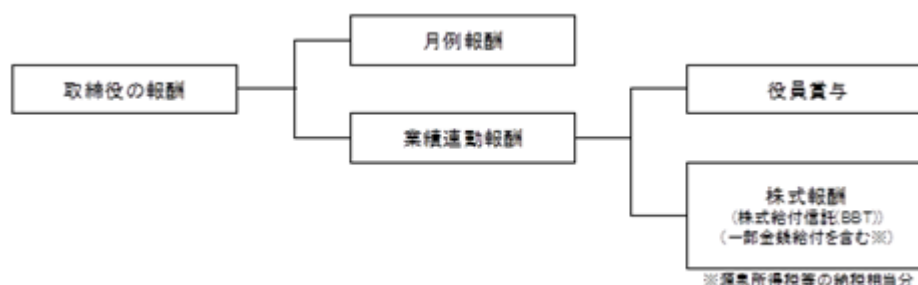 取締役の報酬
月例報酬
業績連動報酬
役員賞与
株式報酬
(株式給付信託(BBT))
(一部金銭給付を含む※)
※源泉所得税等の納税相当分